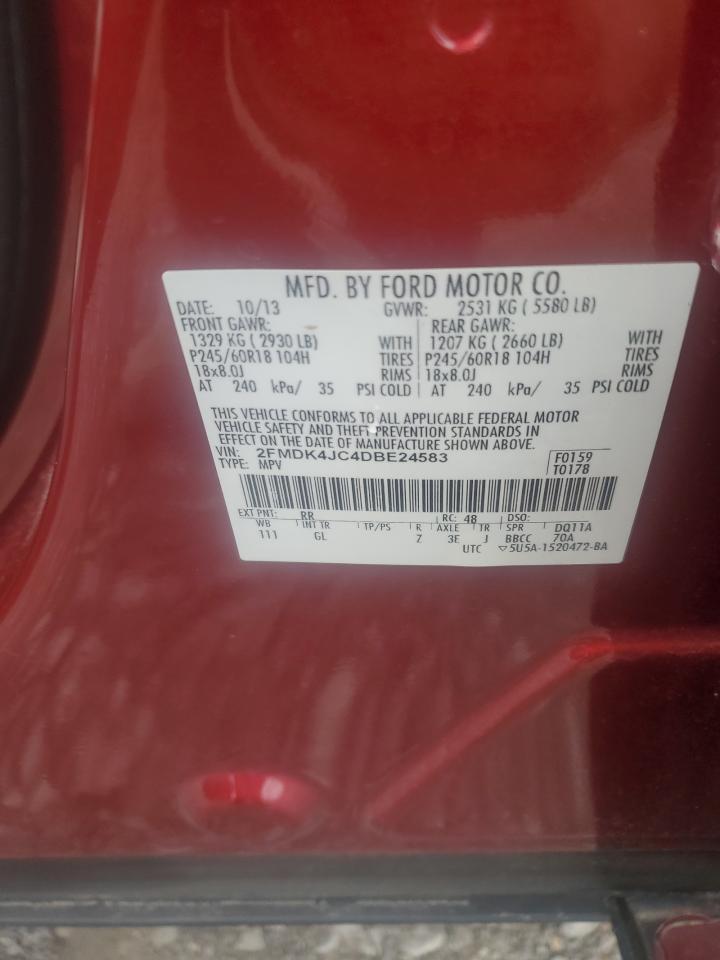 MFD. BY FORD MOTOR CO.
DATE: 10/13 GVWR: 2531 KG ( 5580 LB)
FRONT GAWR: REAR GAWR:
1329 KG ( 2930 LB) WITH 1207 KG ( 2660 LB) WITH
P245/60R18 104H TIRES P245/60R18 104H TIRES
18x8.0J RIMS 18x8.0J RIMS
AT 240 kPa/ 35 PSI COLD AT 240 kPa/ 35 PSI COLD
THIS VEHICLE CONFORMS TO ALL APPLICABLE FEDERAL MOTOR
VEHICLE SAFETY AND THEFT PREVENTION STANDARDS IN
EFFECT ON THE DATE OF MANUFACTURE SHOWN ABOVE.
VIN: 2FMDK4JC4DBE24583 F0159
TYPE: MPV T0178
EXT PNT: RR RC: 48 DSO:
WB INT TR TP/PS R AXLE TR SPR DQ11A
111 GL Z 3E J BBCC 70A
UTC ▽5U5A-1520472-BA